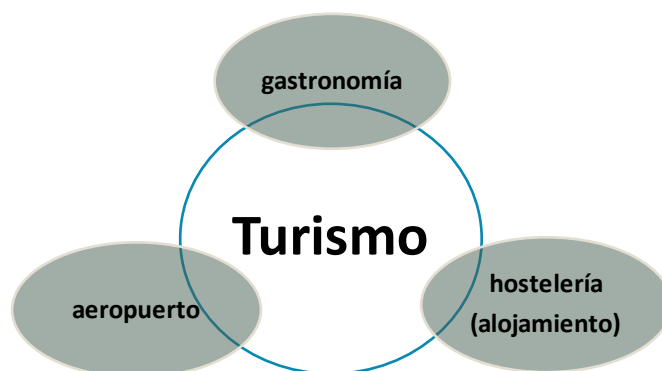 gastronomía
Turismo
aeropuerto
hostelería
(alojamiento)